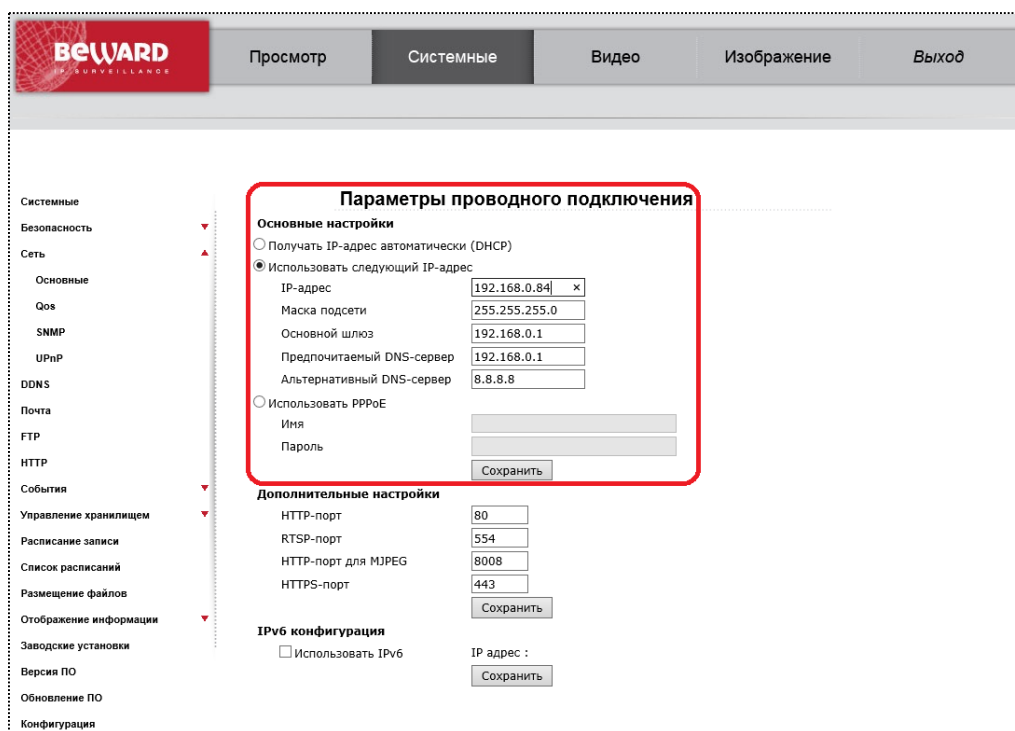 BEWARD
IP SURVEILLANCE
Просмотр
Системные
Видео
Изображение
Выход
Системные
Безопасность
Сеть
Основные
Qos
SNMP
UPnP
DDNS
Почта
FTP
HTTP
События
Управление хранилищем
Расписание записи
Список расписаний
Размещение файлов
Отображение информации
Заводские установки
Версия ПО
Обновление ПО
Конфигурация
Параметры проводного подключения
Основные настройки
Получать IP-адрес автоматически (DHCP)
Использовать следующий IP-адрес
IP-адрес 192.168.0.84 ×
Маска подсети 255.255.255.0
Основной шлюз 192.168.0.1
Предпочитаемый DNS-сервер 192.168.0.1
Альтернативный DNS-сервер 8.8.8.8
Использовать PPPoE
Имя
Пароль
Сохранить
Дополнительные настройки
HTTP-порт 80
RTSP-порт 554
HTTP-порт для MJPEG 8008
HTTPS-порт 443
Сохранить
IPv6 конфигурация
Использовать IPv6 IP адрес :
Сохранить